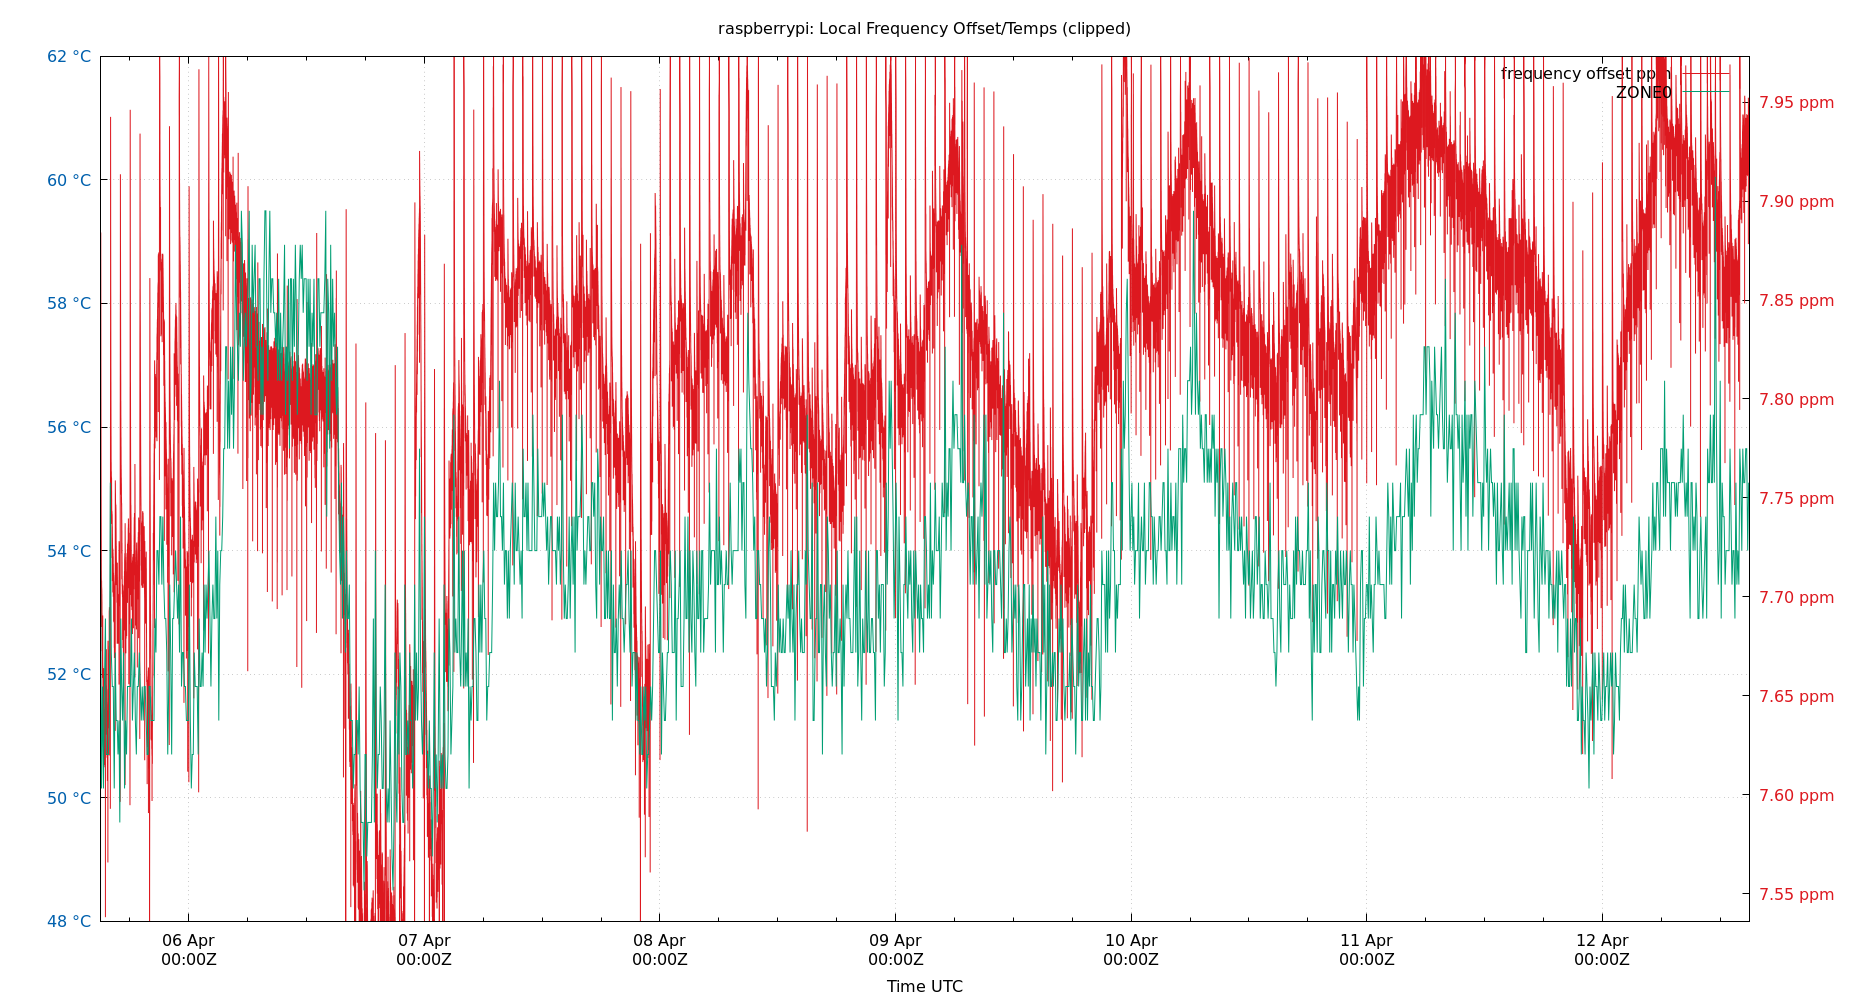 raspberrypi: Local Frequency Offset/Temps (clipped)
62 °C
60 °C
58 °C
56 °C
54 °C
52 °C
50 °C
48 °C
frequency offset ppm
ZONE0
7.95 ppm
7.90 ppm
7.85 ppm
7.80 ppm
7.75 ppm
7.70 ppm
7.65 ppm
7.60 ppm
7.55 ppm
06 Apr
00:00Z
07 Apr
00:00Z
08 Apr
00:00Z
09 Apr
00:00Z
10 Apr
00:00Z
11 Apr
00:00Z
12 Apr
00:00Z
Time UTC